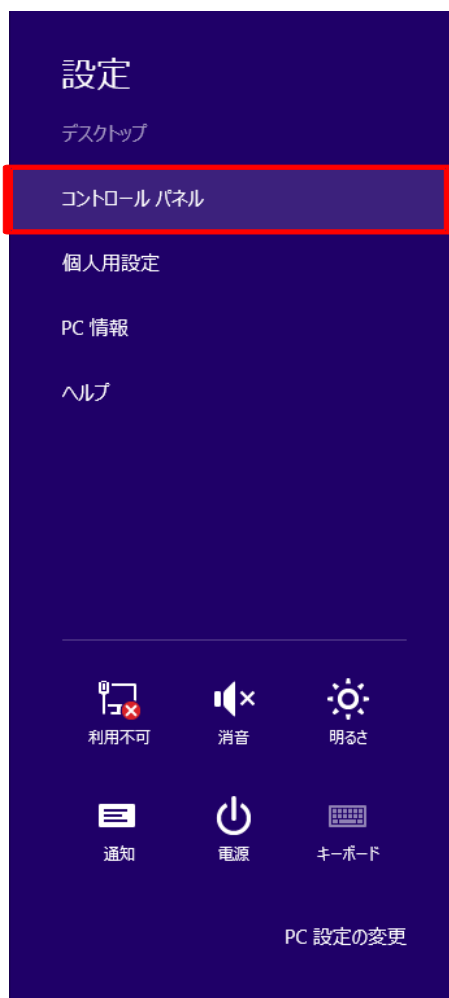 設定
デスクトップ
コントロール パネル
個人用設定
PC 情報
ヘルプ
利用不可
消音
明るさ
通知
電源
キーボード
PC 設定の変更